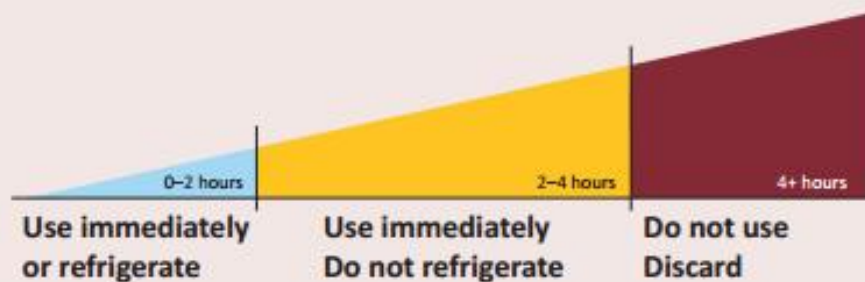 0–2 hours
2–4 hours
4+ hours
Use immediately
or refrigerate
Use immediately
Do not refrigerate
Do not use
Discard